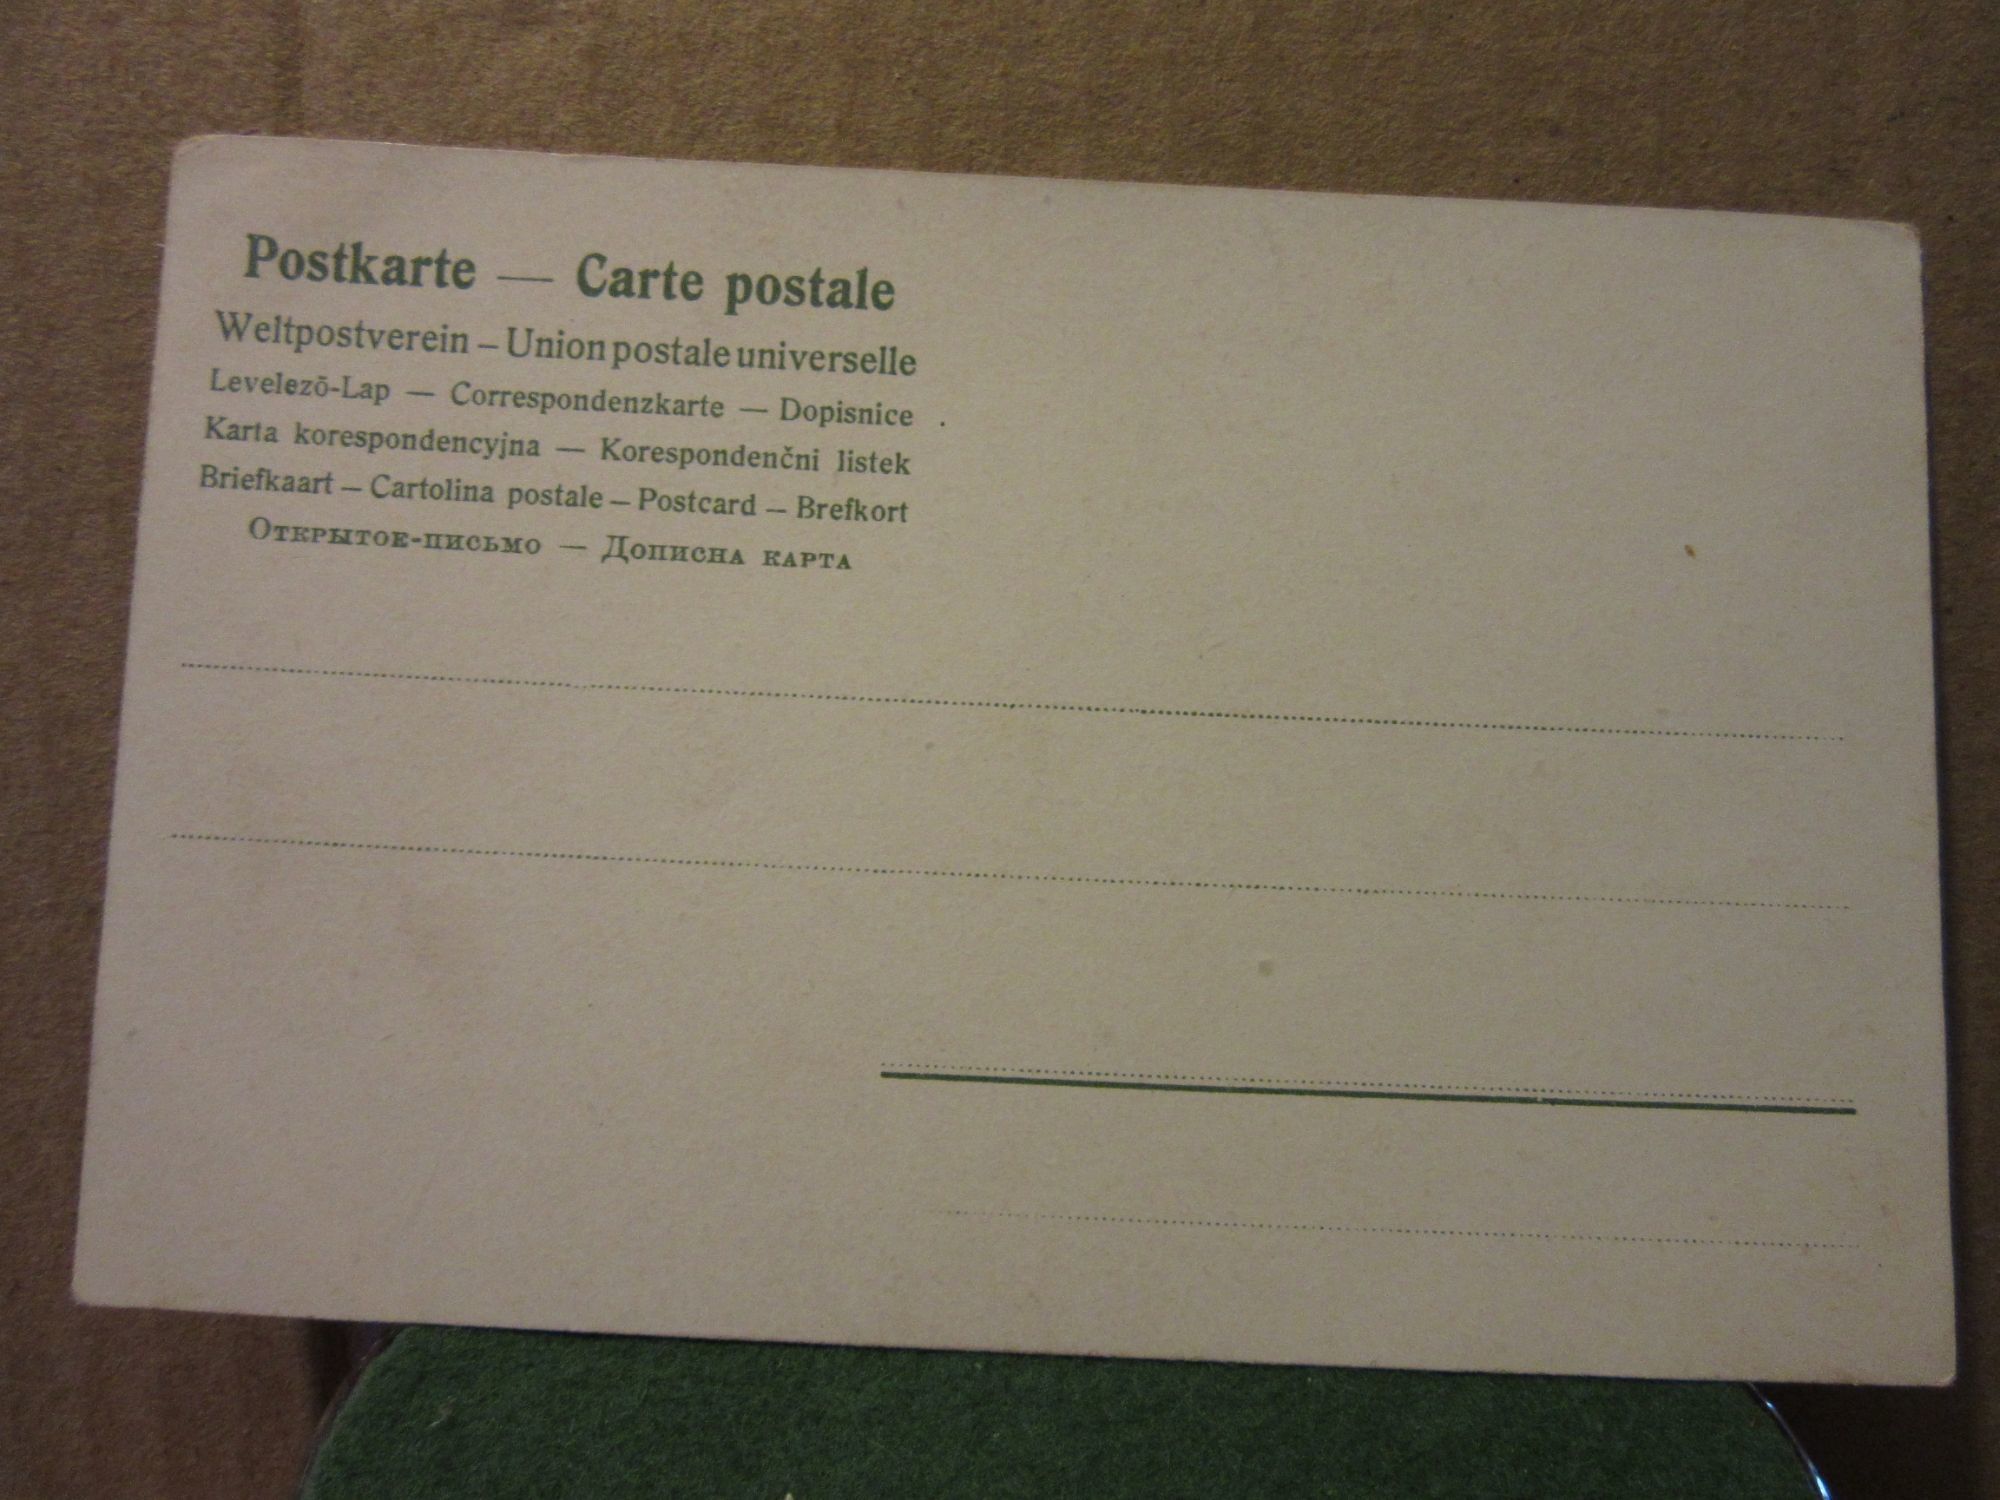 Postkarte — Carte postale
Weltpostverein – Union postale universelle
Levelezõ-Lap — Correspondenzkarte — Dopisnice .
Karta korespondencyjna — Korespondenčni listek
Briefkaart – Cartolina postale – Postcard – Brefkort
Открытое-письмо — Дописна карта